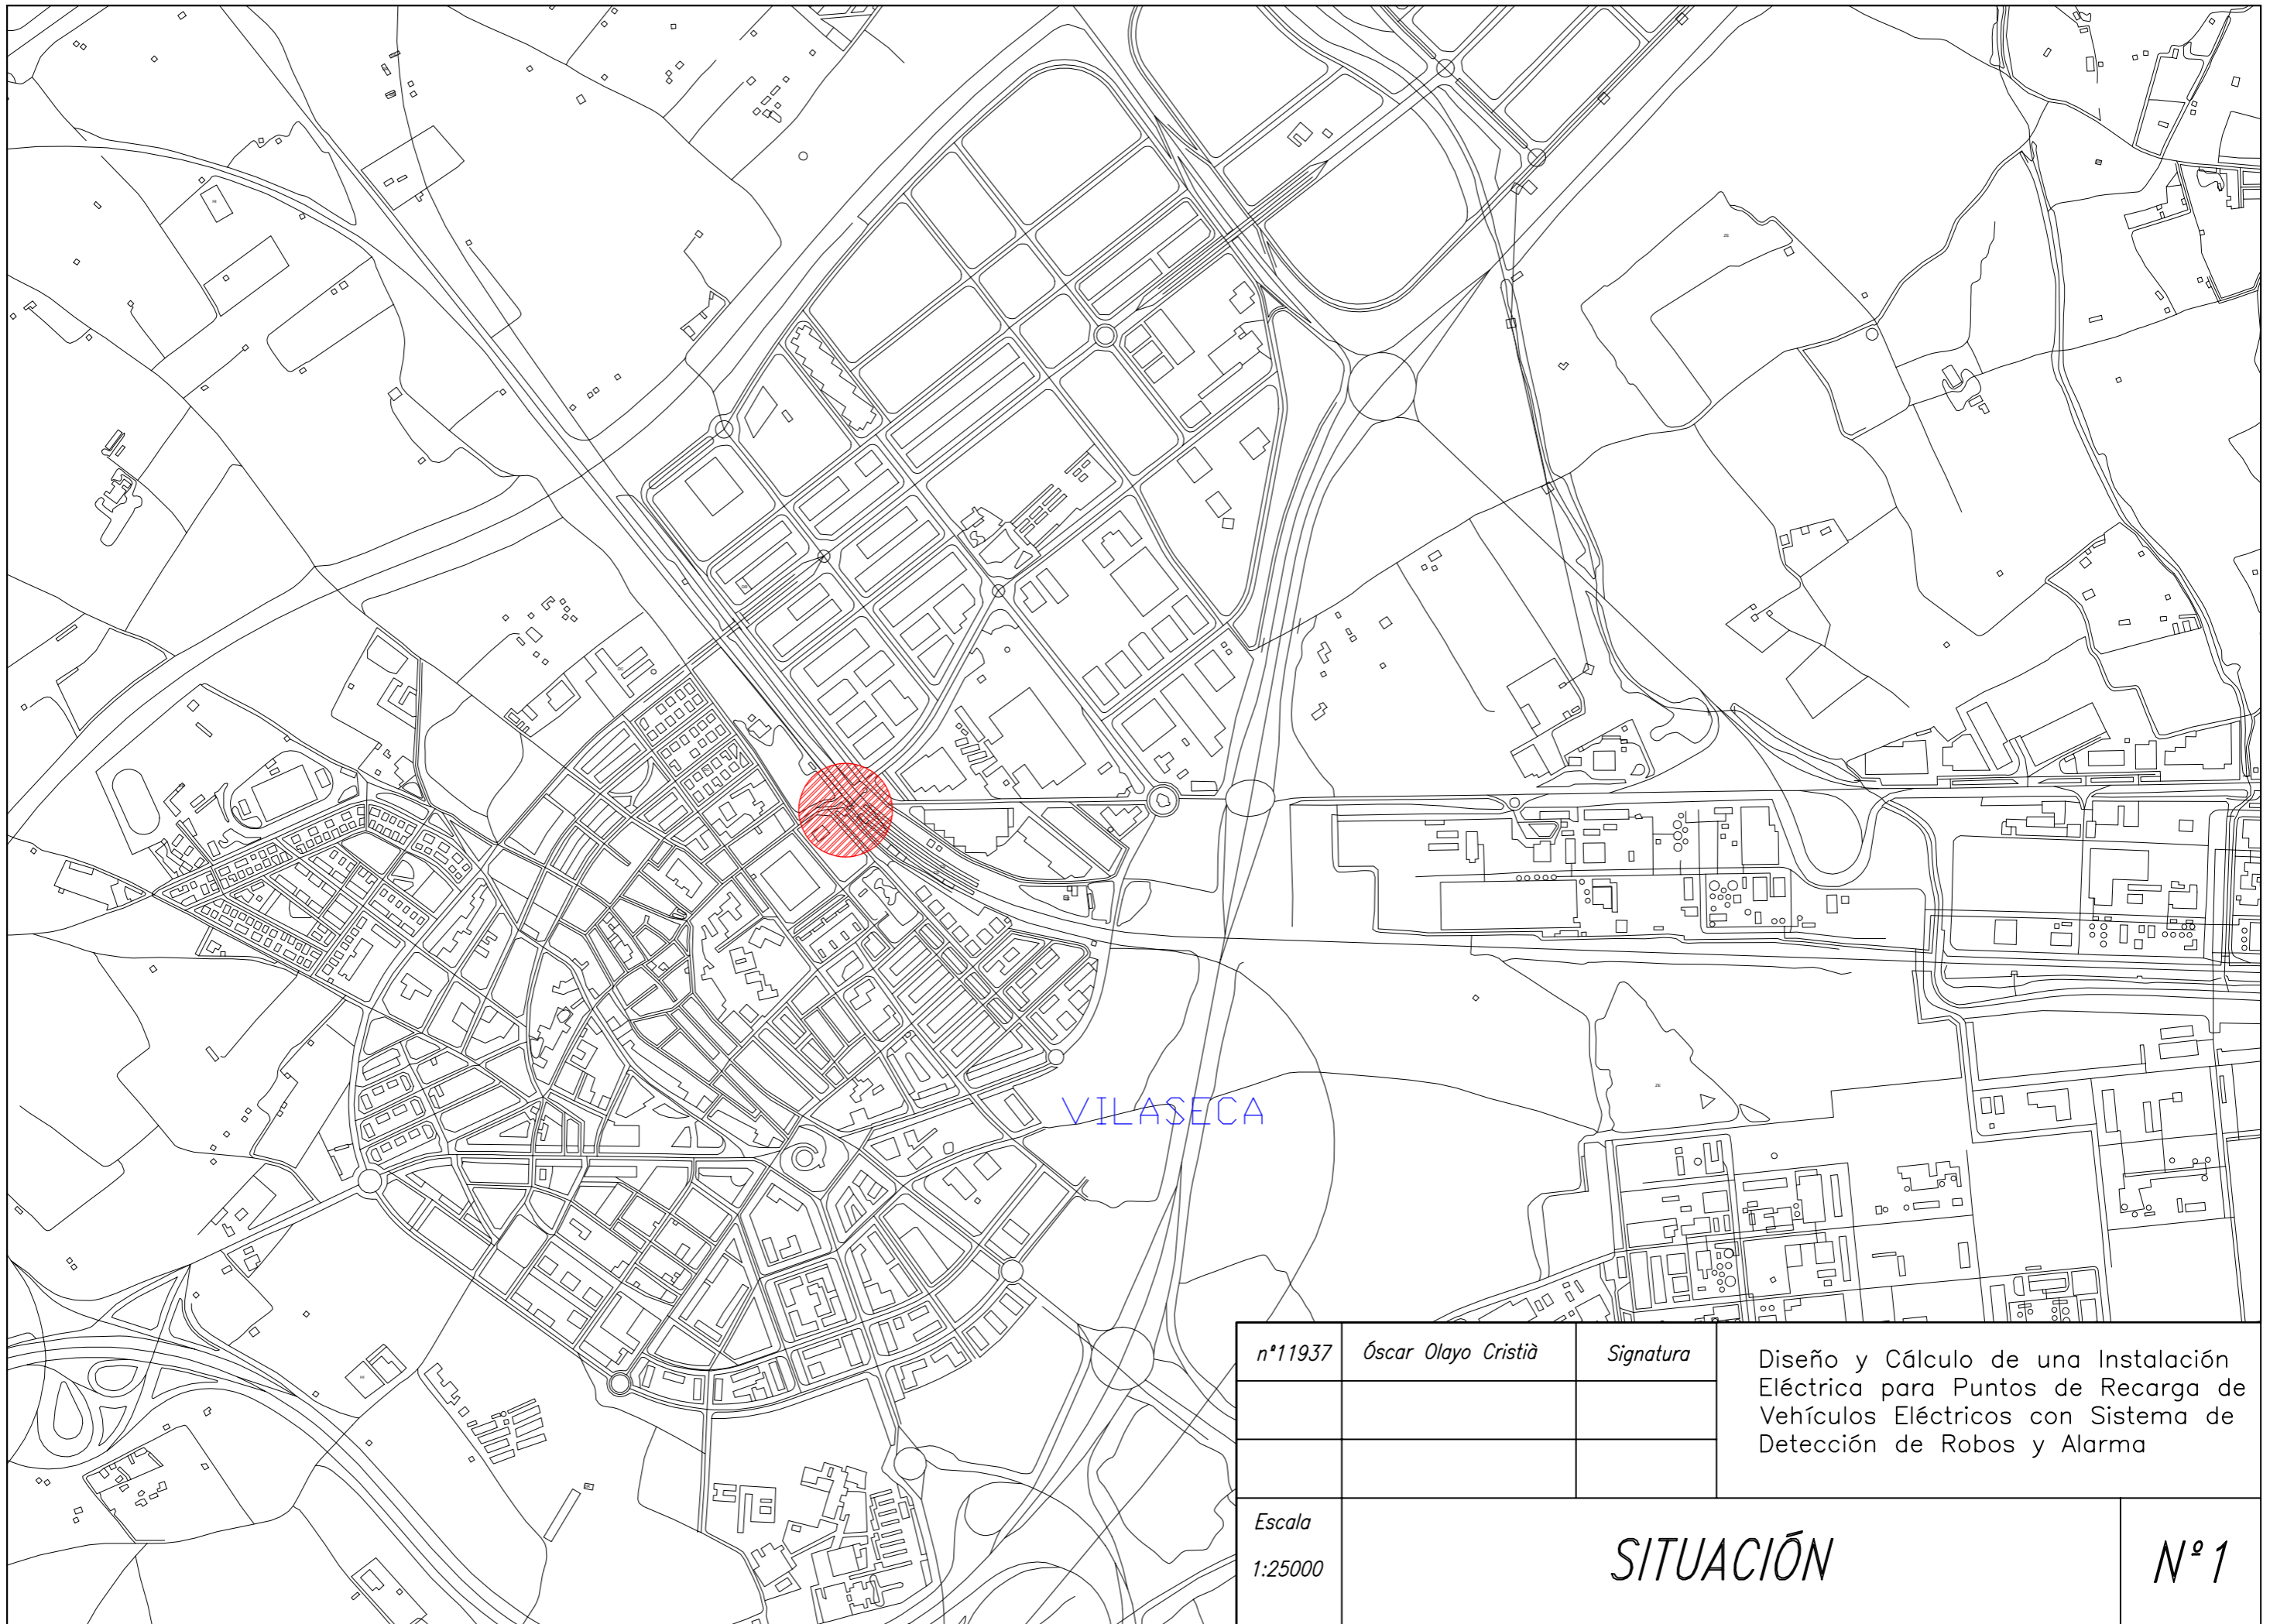 VILASECA
nº11937
Óscar Olayo Cristià
Signatura
Diseño y Cálculo de una Instalación
Eléctrica para Puntos de Recarga de
Vehículos Eléctricos con Sistema de
Detección de Robos y Alarma
Escala
1:25000
SITUACIÓN
Nº1